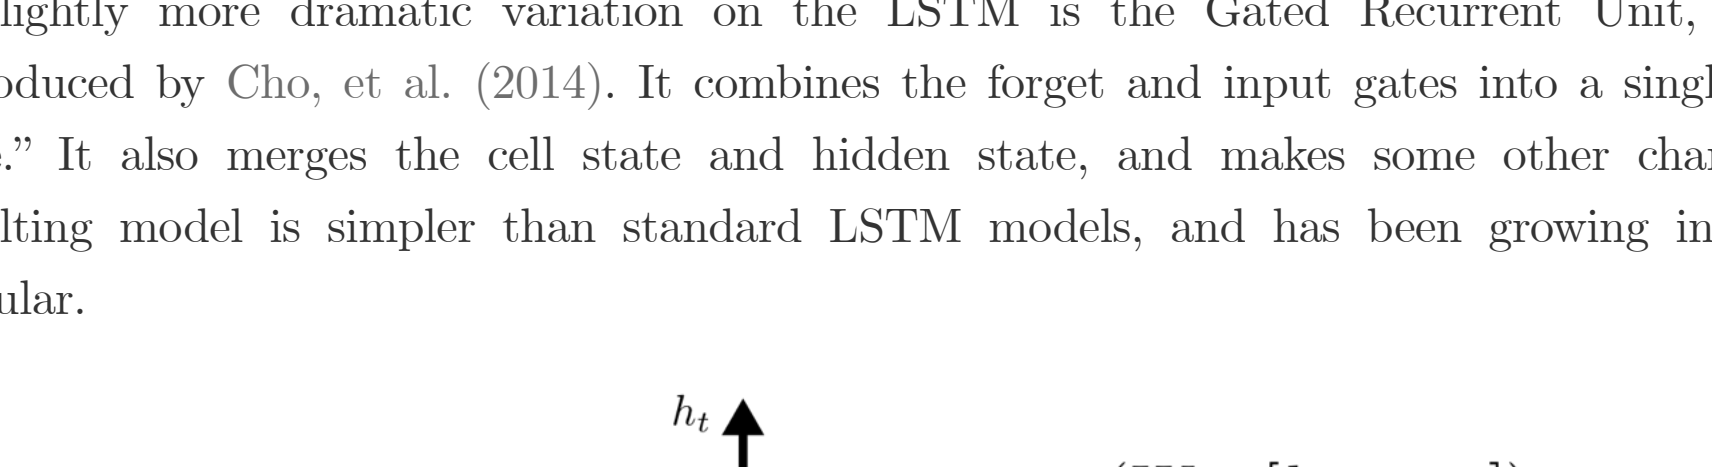 lightly more dramatic variation on the LSTM is the Gated Recurrent Unit,
oduced by Cho, et al. (2014). It combines the forget and input gates into a singl
e.” It also merges the cell state and hidden state, and makes some other chan
lting model is simpler than standard LSTM models, and has been growing in
ular.
h_t